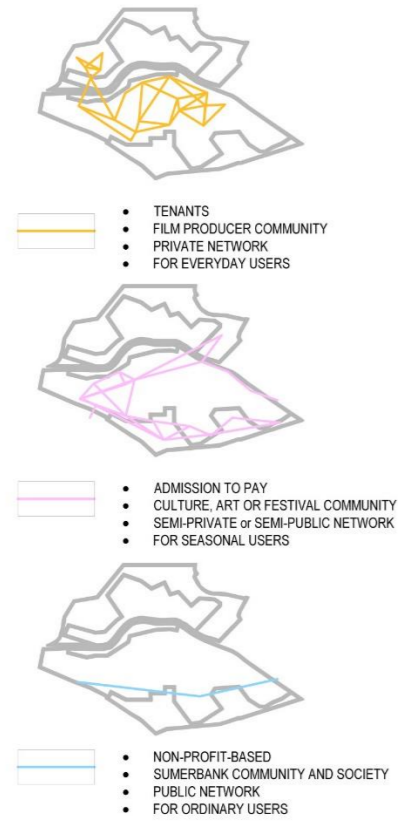 • TENANTS
• FILM PRODUCER COMMUNITY
• PRIVATE NETWORK
• FOR EVERYDAY USERS
• ADMISSION TO PAY
• CULTURE, ART OR FESTIVAL COMMUNITY
• SEMI-PRIVATE or SEMI-PUBLIC NETWORK
• FOR SEASONAL USERS
• NON-PROFIT-BASED
• SUMERBANK COMMUNITY AND SOCIETY
• PUBLIC NETWORK
• FOR ORDINARY USERS